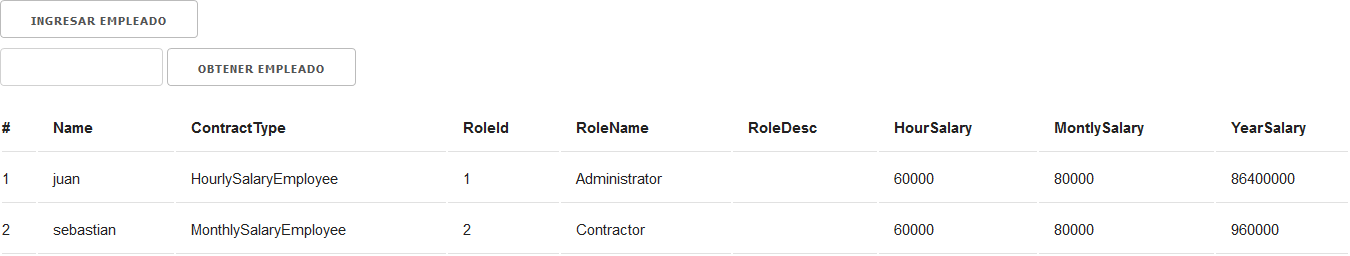 INGRESAR EMPLEADO
OBTENER EMPLEADO
# Name ContractType RoleId RoleName RoleDesc HourSalary MontlySalary YearSalary
1 juan HourlySalaryEmployee 1 Administrator 60000 80000 86400000
2 sebastian MonthlySalaryEmployee 2 Contractor 60000 80000 960000